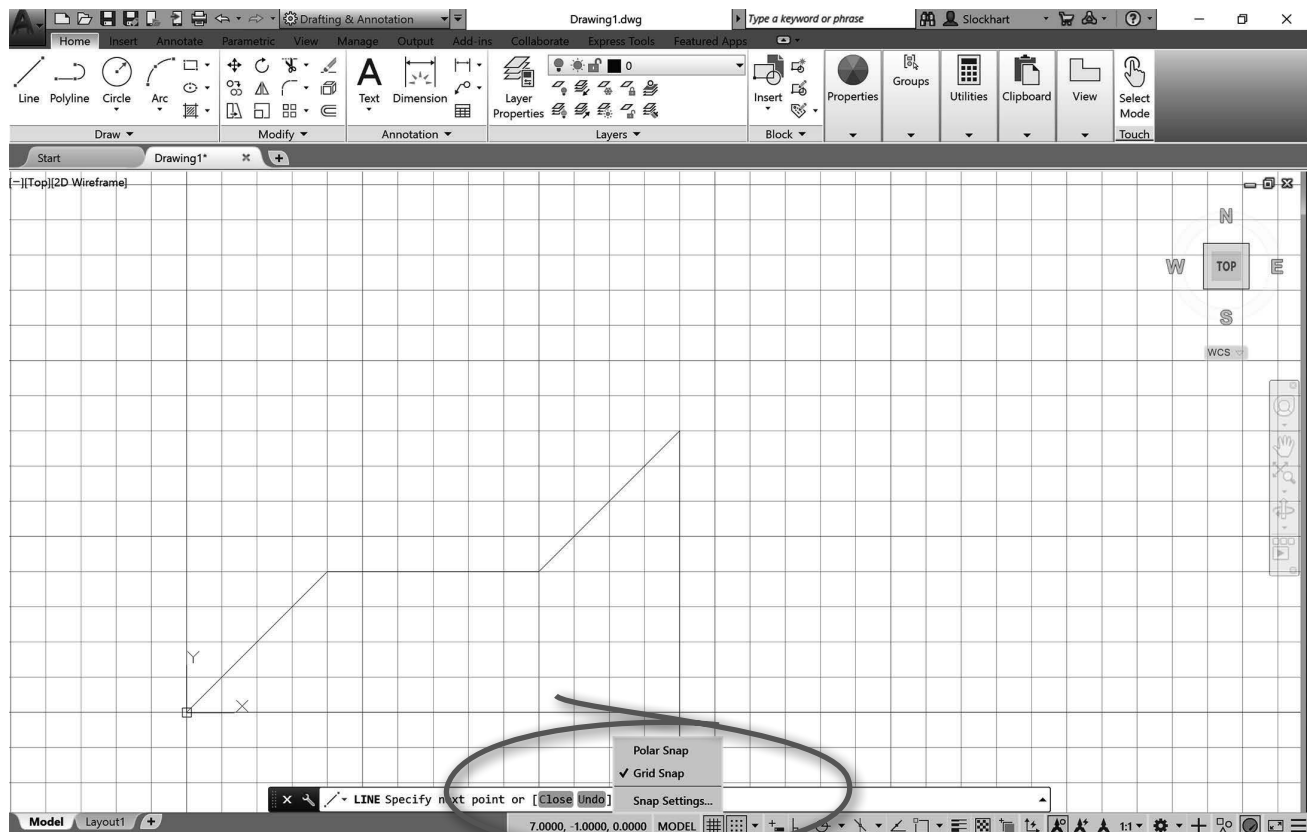 A Drafting & Annotation Drawing1.dwg Type a keyword or phrase Slockhart ?
Home Insert Annotate Parametric View Manage Output Add-ins Collaborate Express Tools Featured Apps
A 0
Line Polyline Circle Arc Text Dimension Layer Properties Insert Properties Groups Utilities Clipboard View Select Mode
Draw Modify Annotation Layers Block Touch
Start Drawing1* +
[−][Top][2D Wireframe]
N
W TOP E
S
WCS
Y
X
Polar Snap
✓ Grid Snap
Snap Settings...
LINE Specify next point or [Close Undo]
Model Layout1 + 7.0000, -1.0000, 0.0000 MODEL 1:1